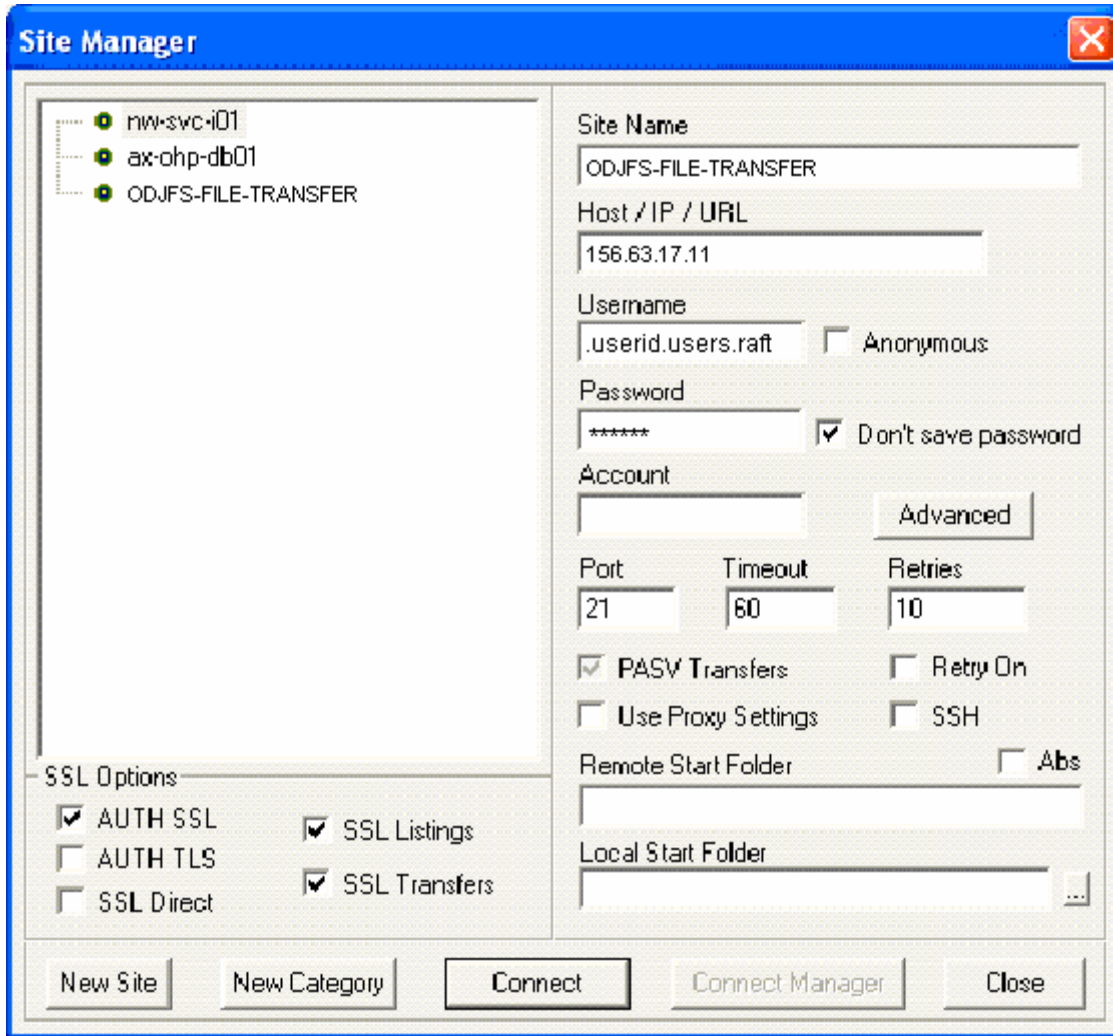 Site Manager
nw-svc-i01
ax-ohp-db01
ODJFS-FILE-TRANSFER
SSL Options
AUTH SSL
AUTH TLS
SSL Direct
SSL Listings
SSL Transfers
Site Name
ODJFS-FILE-TRANSFER
Host / IP / URL
156.63.17.11
Username
.userid.users.raft
Anonymous
Password
******
Don't save password
Account
Advanced
Port
Timeout
Retries
21
60
10
PASV Transfers
Retry On
Use Proxy Settings
SSH
Remote Start Folder
Abs
Local Start Folder
...
New Site
New Category
Connect
Connect Manager
Close